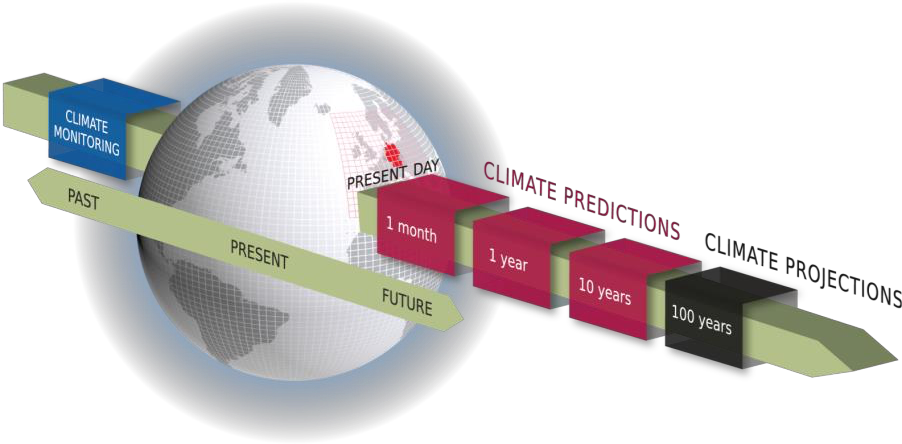 CLIMATE
MONITORING
PAST
PRESENT
FUTURE
PRESENT DAY
CLIMATE PREDICTIONS
1 month
1 year
10 years
CLIMATE PROJECTIONS
100 years